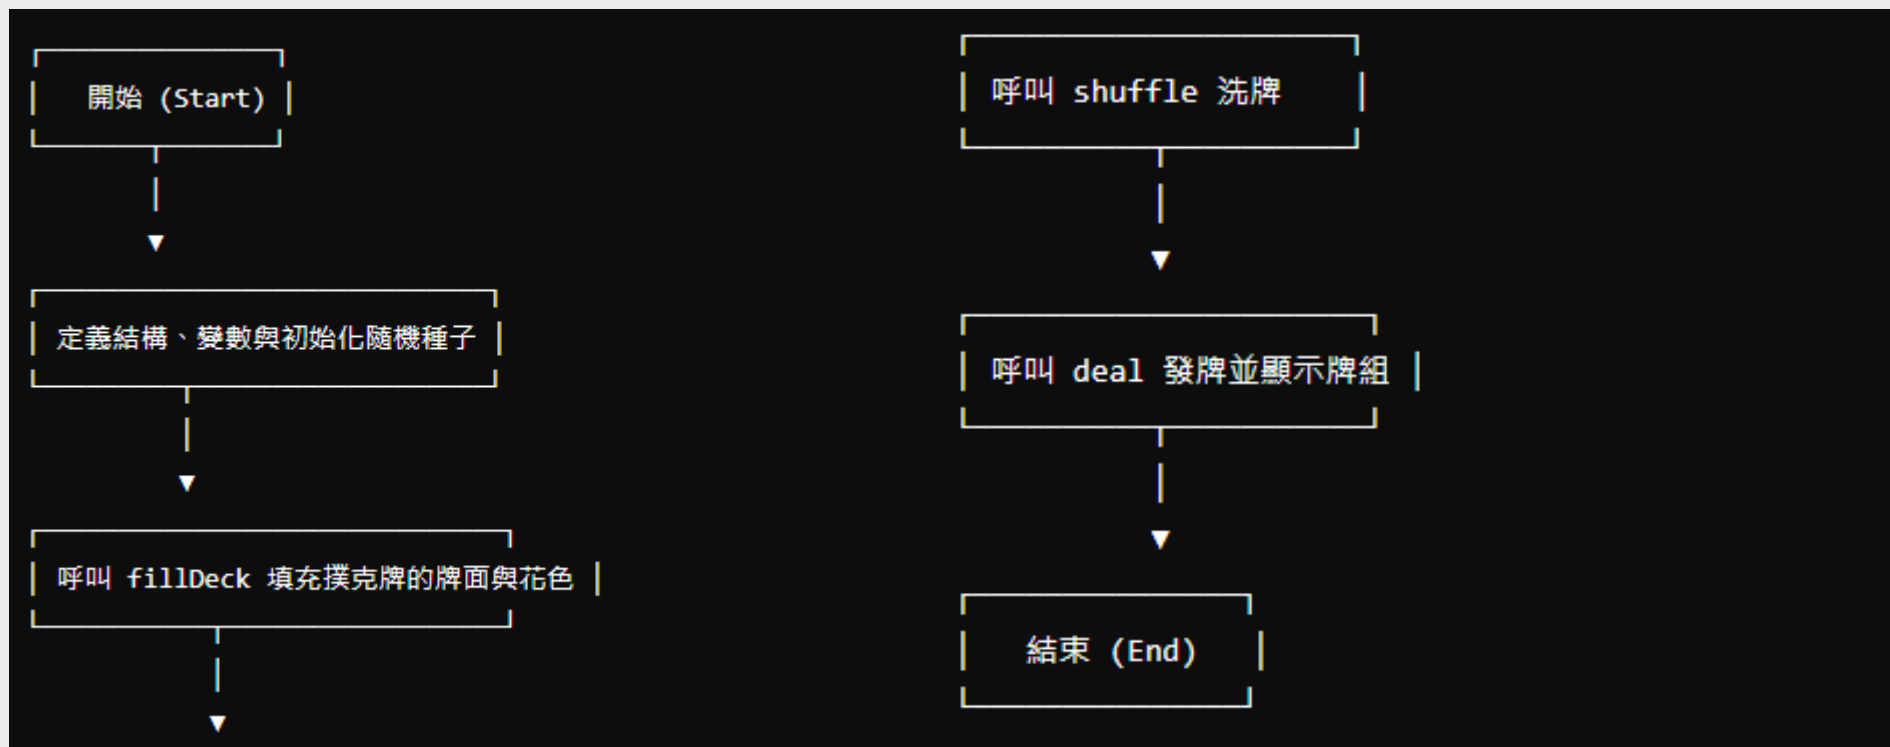 開始 (Start)
定義結構、變數與初始化隨機種子
呼叫 fillDeck 填充撲克牌的牌面與花色
呼叫 shuffle 洗牌
呼叫 deal 發牌並顯示牌組
結束 (End)